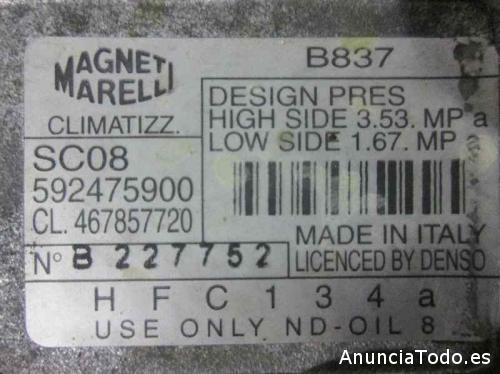 MAGNETI
MARELLI
CLIMATIZZ.
SC08
592475900
CL. 467857720
N° B 227752
B837
DESIGN PRES
HIGH SIDE 3.53. MP a
LOW SIDE 1.67. MP
MADE IN ITALY
LICENCED BY DENSO
HFC134a
USE ONLY ND-OIL 8
AnunciaTodo.es